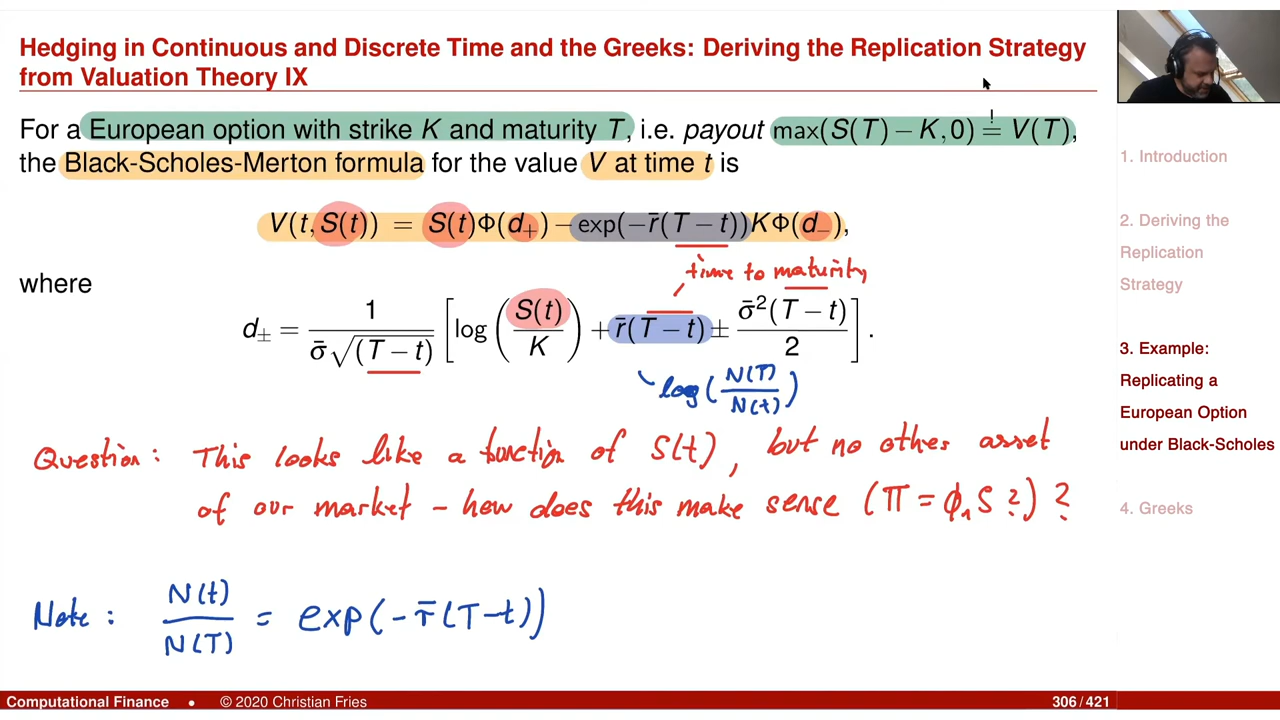 Hedging in Continuous and Discrete Time and the Greeks: Deriving the Replication Strategy
from Valuation Theory IX
For a European option with strike K and maturity T, i.e. payout max(S(T) − K, 0) =! V(T),
the Black-Scholes-Merton formula for the value V at time t is
V(t, S(t)) = S(t)Φ(d₊) − exp(−r̄(T − t))KΦ(d₋),
time to maturity
where
d± = 1 / (σ̄√(T − t)) [ log( S(t) / K ) + r̄(T − t) ± σ̄²(T − t) / 2 ] .
log( N(T) / N(t) )
Question: This looks like a function of S(t), but no other asset
of our market - how does this make sense (Π = ϕ₁S ?) ?
Note: N(t) / N(T) = exp(-r̄(T-t))
1. Introduction
2. Deriving the
Replication
Strategy
3. Example:
Replicating a
European Option
under Black-Scholes
4. Greeks
Computational Finance • © 2020 Christian Fries 306 / 421